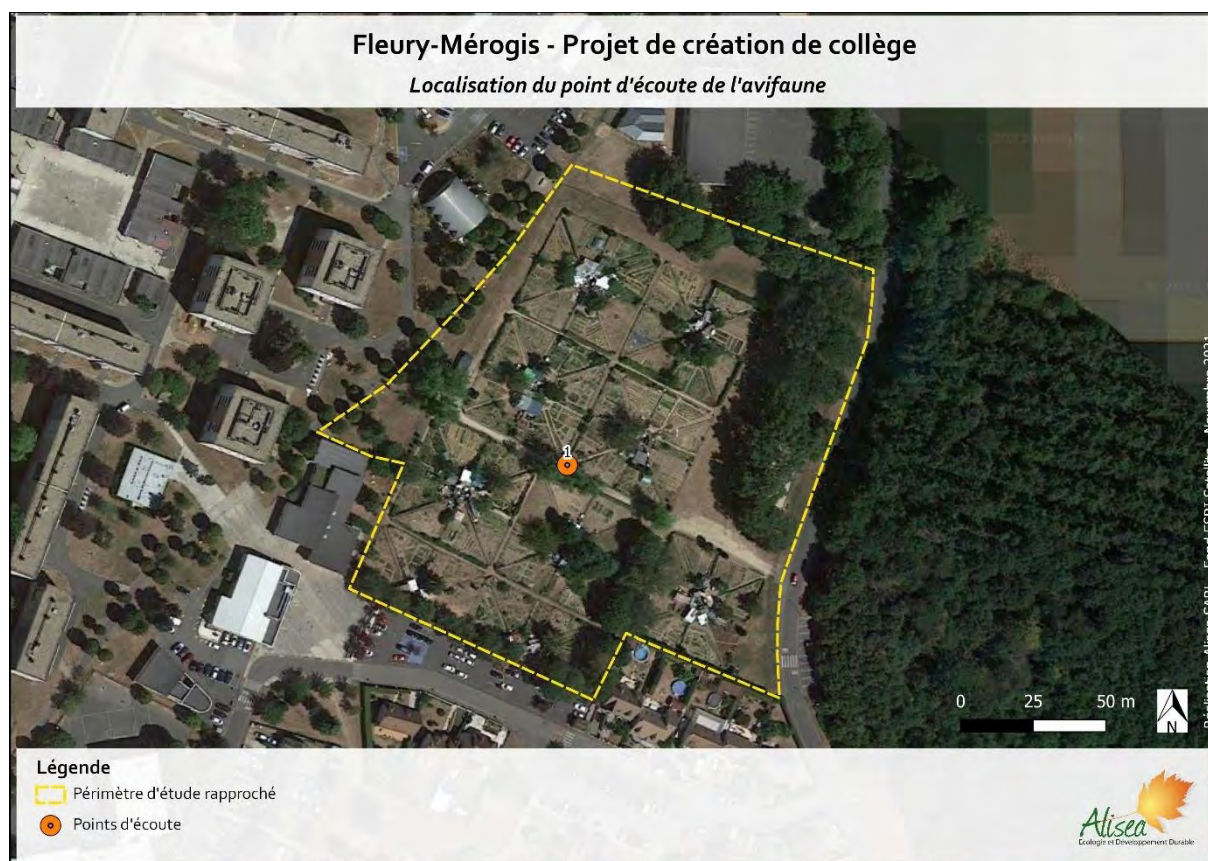 Fleury-Mérogis - Projet de création de collège
Localisation du point d'écoute de l'avifaune
1
0 25 50 m
N
Légende
Périmètre d'étude rapproché
Points d'écoute
Alisea
Ecologie et Développement Durable